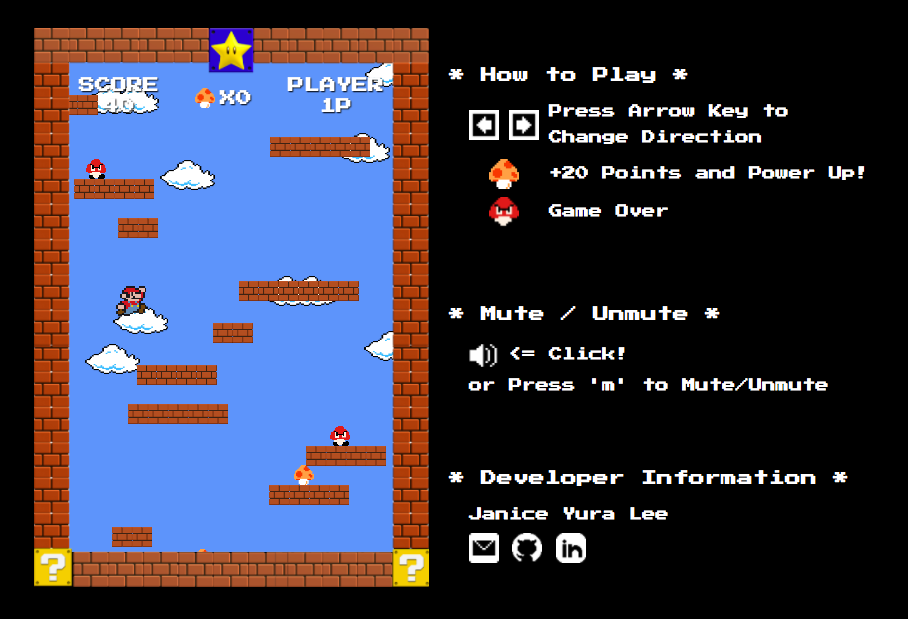 SCORE
40
X0
PLAYER
1P
* How to Play *
Press Arrow Key to
Change Direction
+20 Points and Power Up!
Game Over
* Mute / Unmute *
<= Click!
or Press 'm' to Mute/Unmute
* Developer Information *
Janice Yura Lee
in
? ?